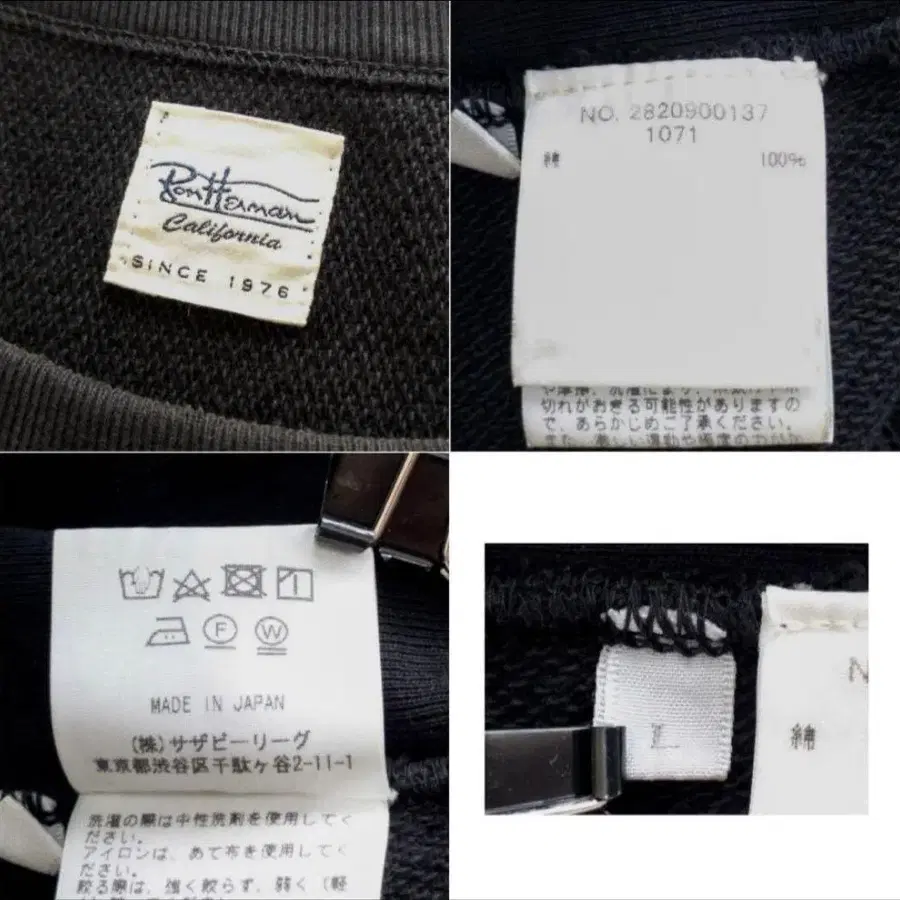 Ron Herman
California
SINCE 1976
NO. 2820900137
1071
綿 100%
切れがおきる可能性がありますの
で、あらかじめご了承ください。
MADE IN JAPAN
(株)サザビーリーグ
東京都渋谷区千駄ヶ谷2-11-1
洗濯の際は中性洗剤を使用してく
ださい。
アイロンは、あて布を使用してく
ださい。
絞る際は、強く絞らず、弱く(軽
F
W
L
N
綿